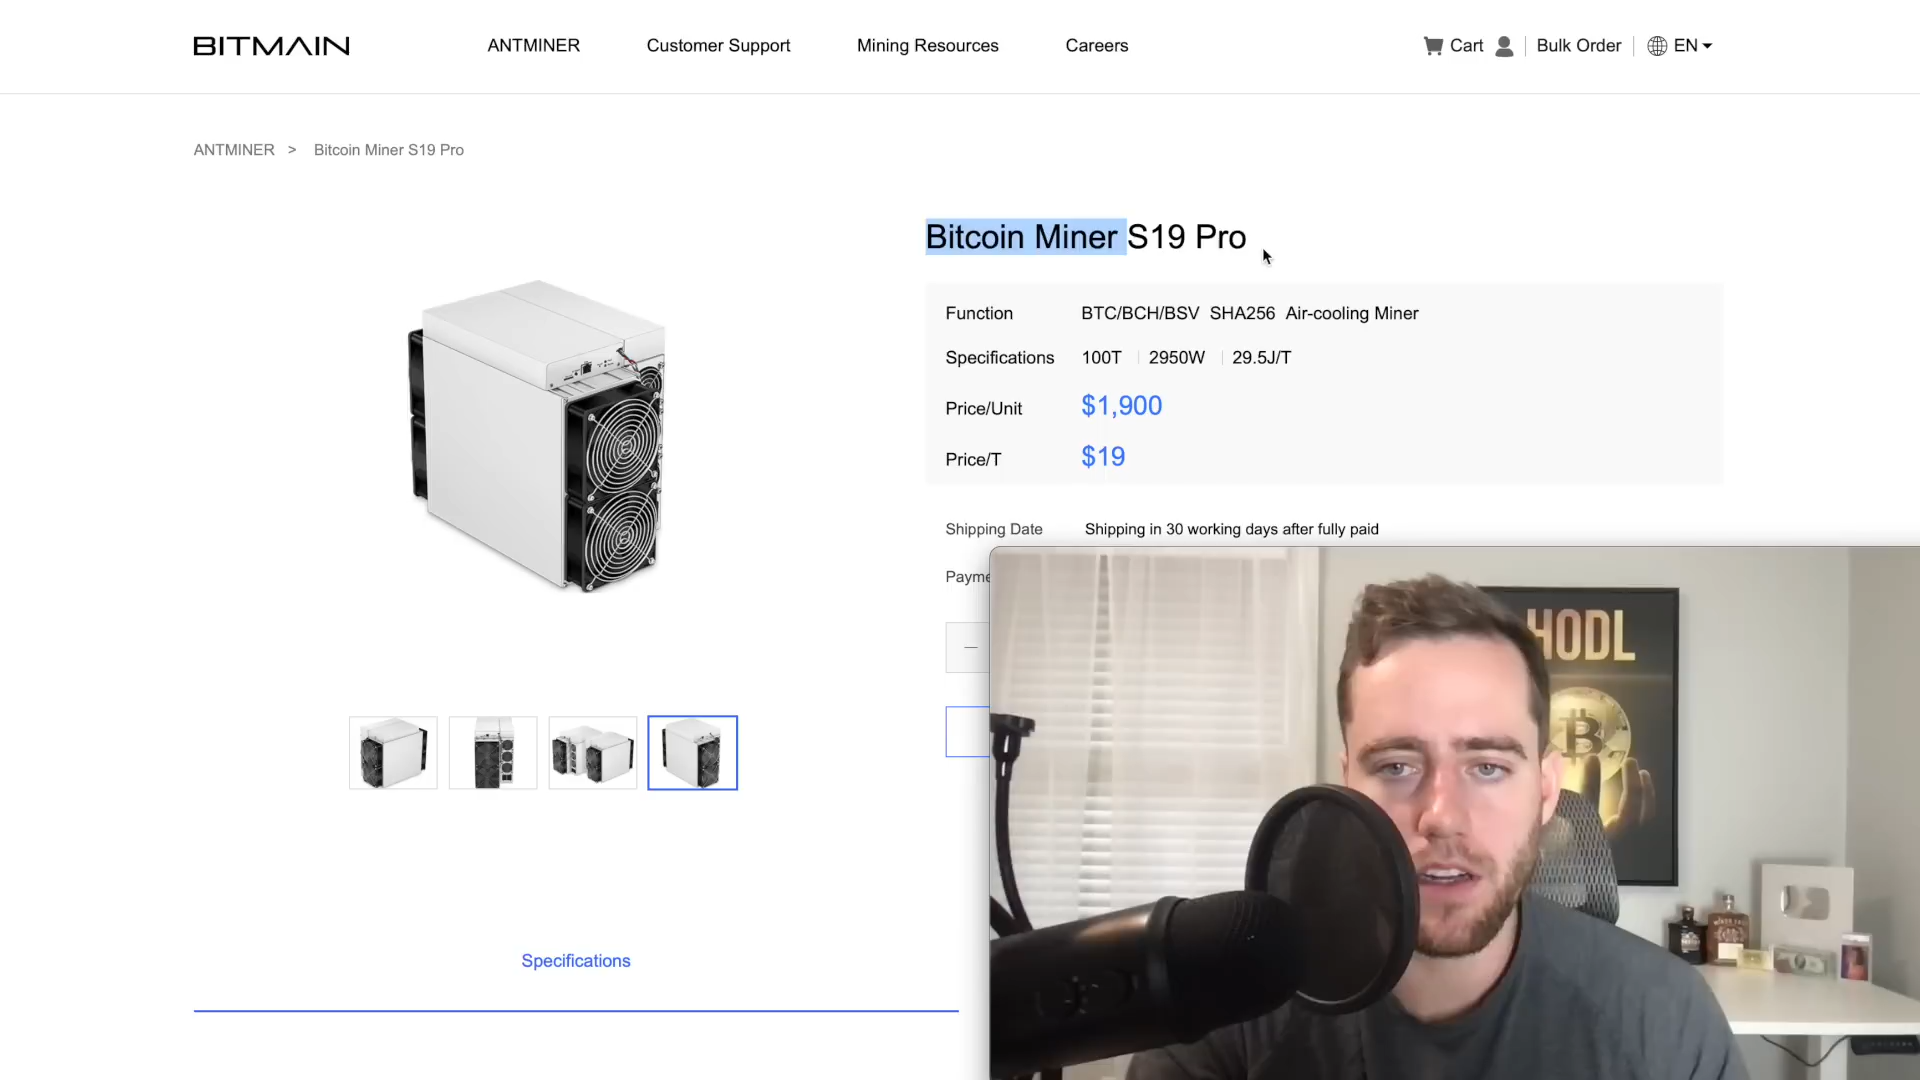 BITMAIN ANTMINER Customer Support Mining Resources Careers Cart Bulk Order EN
ANTMINER > Bitcoin Miner S19 Pro
Bitcoin Miner S19 Pro
Function BTC/BCH/BSV SHA256 Air-cooling Miner
Specifications 100T 2950W 29.5J/T
Price/Unit $1,900
Price/T $19
Shipping Date Shipping in 30 working days after fully paid
Payme
HODL
Specifications